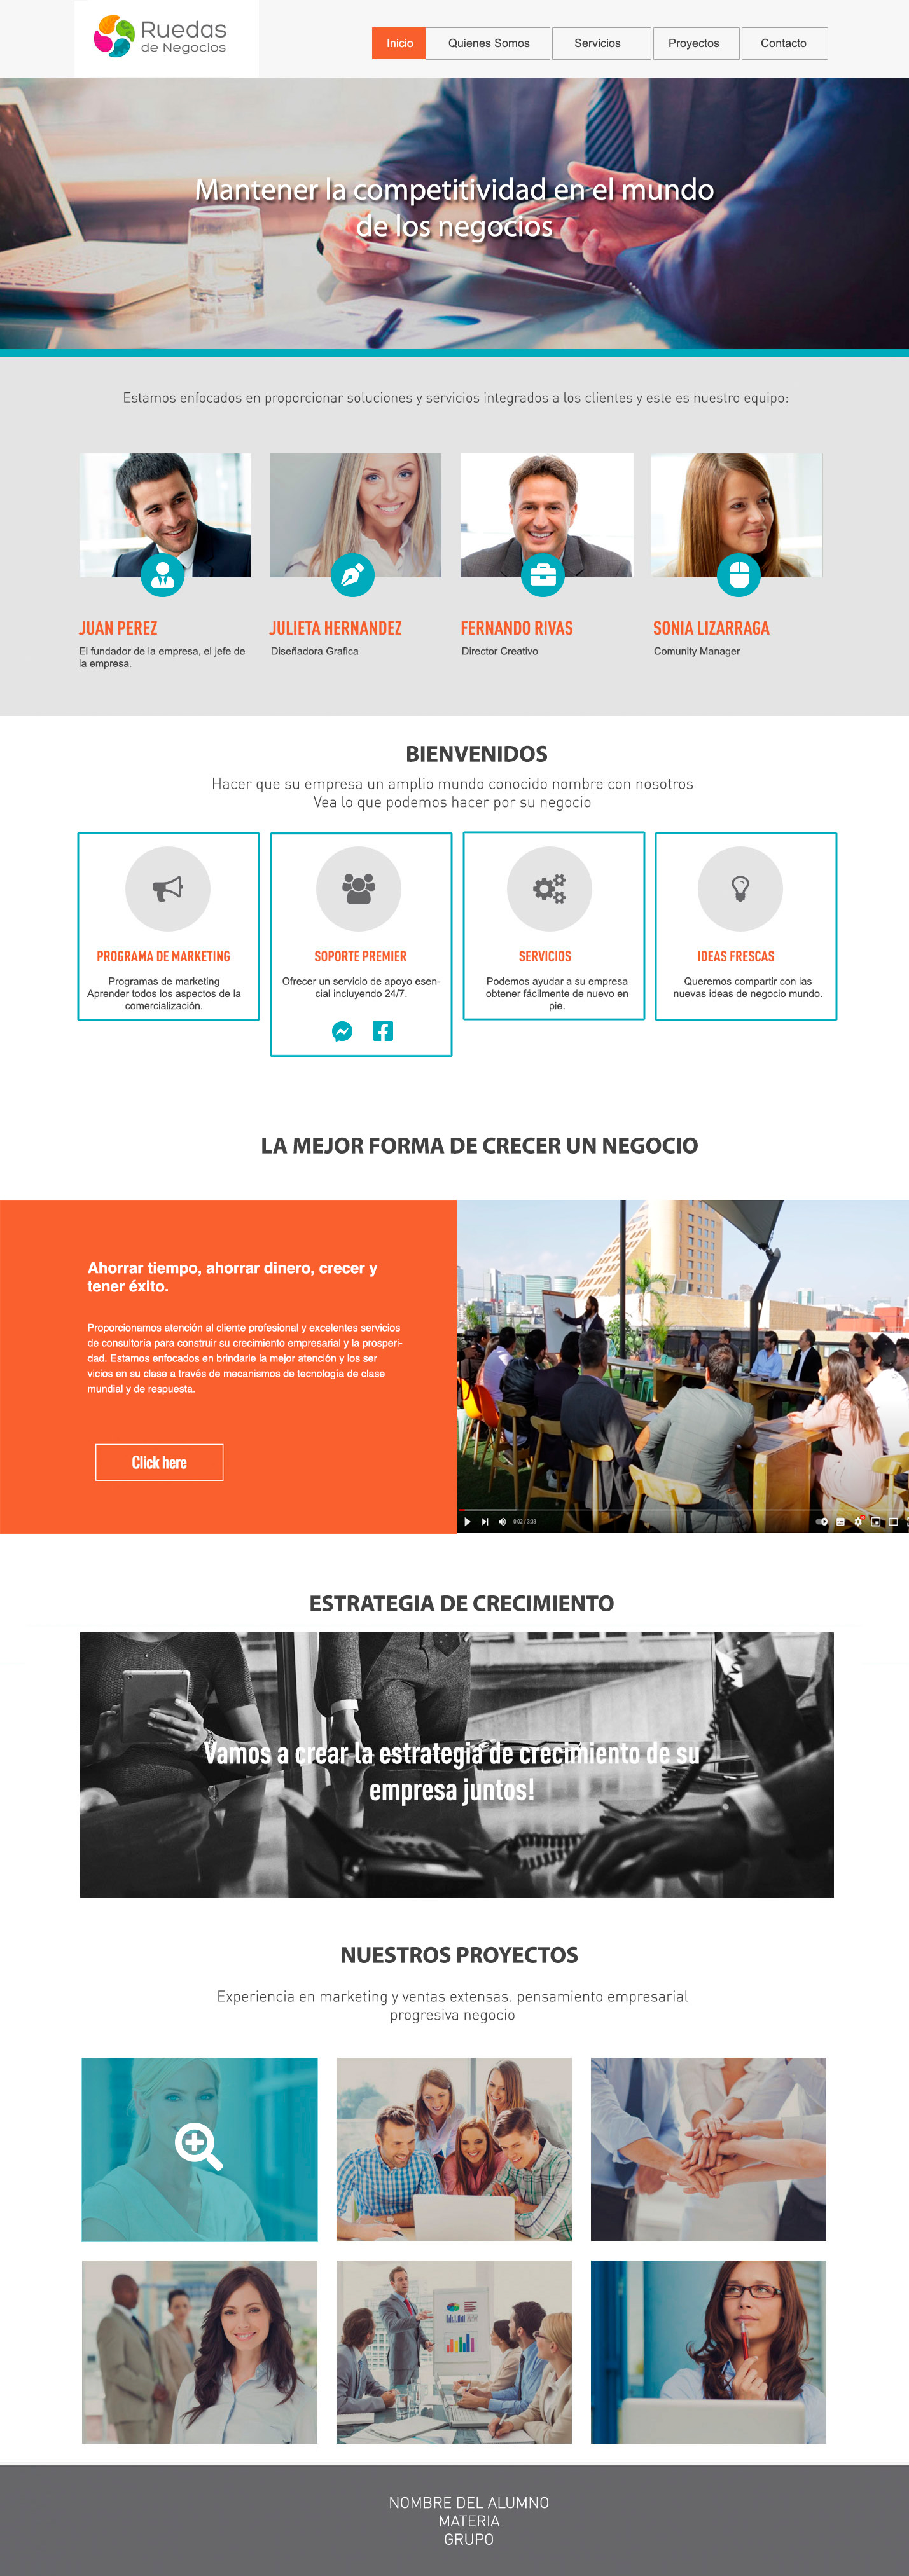 Ruedas
de Negocios
Inicio
Quienes Somos
Servicios
Proyectos
Contacto
Mantener la competitividad en el mundo
de los negocios
Estamos enfocados en proporcionar soluciones y servicios integrados a los clientes y este es nuestro equipo:
JUAN PEREZ
El fundador de la empresa, el jefe de
la empresa.
JULIETA HERNANDEZ
Diseñadora Grafica
FERNANDO RIVAS
Director Creativo
SONIA LIZARRAGA
Comunity Manager
BIENVENIDOS
Hacer que su empresa un amplio mundo conocido nombre con nosotros
Vea lo que podemos hacer por su negocio
PROGRAMA DE MARKETING
Programas de marketing
Aprender todos los aspectos de la
comercialización.
SOPORTE PREMIER
Ofrecer un servicio de apoyo esen-
cial incluyendo 24/7.
SERVICIOS
Podemos ayudar a su empresa
obtener fácilmente de nuevo en
pie.
IDEAS FRESCAS
Queremos compartir con las
nuevas ideas de negocio mundo.
LA MEJOR FORMA DE CRECER UN NEGOCIO
Ahorrar tiempo, ahorrar dinero, crecer y
tener éxito.
Proporcionamos atención al cliente profesional y excelentes servicios
de consultoría para construir su crecimiento empresarial y la prosperi-
dad. Estamos enfocados en brindarle la mejor atención y los ser
vicios en su clase a través de mecanismos de tecnología de clase
mundial y de respuesta.
Click here
0:02 / 3:33
ESTRATEGIA DE CRECIMIENTO
Vamos a crear la estrategia de crecimiento de su
empresa juntos!
NUESTROS PROYECTOS
Experiencia en marketing y ventas extensas. pensamiento empresarial
progresiva negocio
NOMBRE DEL ALUMNO
MATERIA
GRUPO